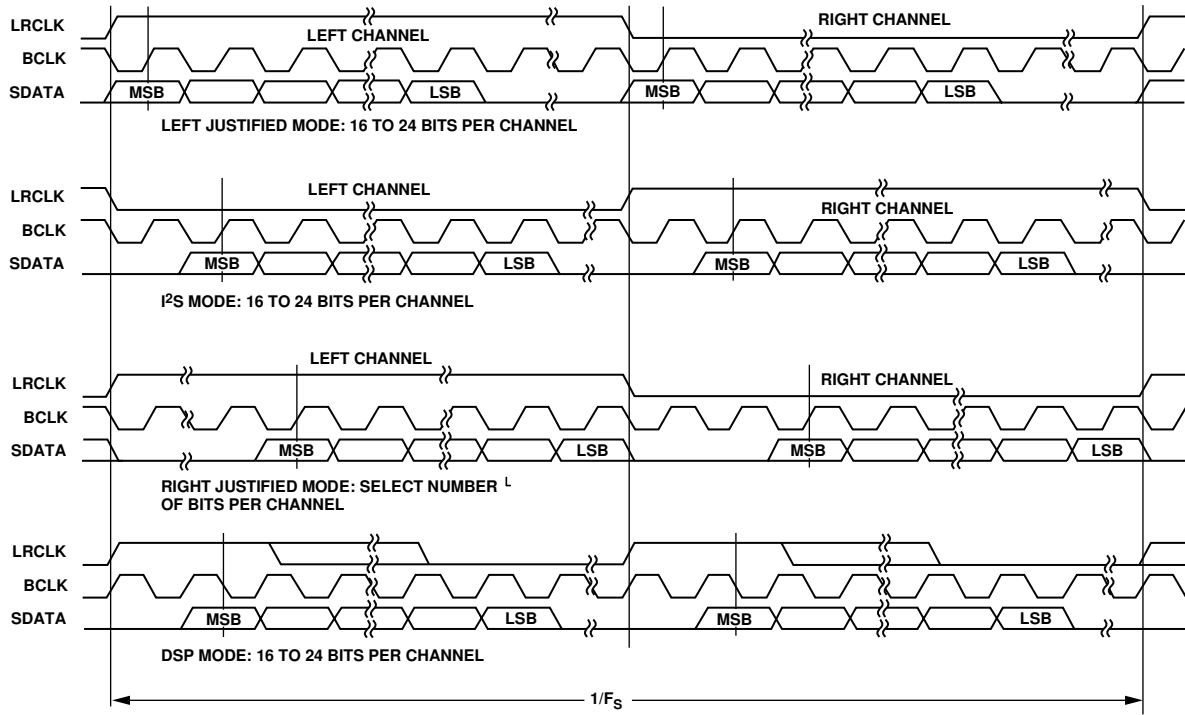 LRCLK
LEFT CHANNEL
RIGHT CHANNEL
BCLK
SDATA
MSB
LSB
MSB
LSB
LEFT JUSTIFIED MODE: 16 TO 24 BITS PER CHANNEL
LRCLK
LEFT CHANNEL
RIGHT CHANNEL
BCLK
SDATA
MSB
LSB
MSB
LSB
I²S MODE: 16 TO 24 BITS PER CHANNEL
LEFT CHANNEL
LRCLK
RIGHT CHANNEL
BCLK
SDATA
MSB
LSB
MSB
LSB
RIGHT JUSTIFIED MODE: SELECT NUMBER
OF BITS PER CHANNEL
LRCLK
BCLK
SDATA
MSB
LSB
MSB
LSB
DSP MODE: 16 TO 24 BITS PER CHANNEL
1/FS